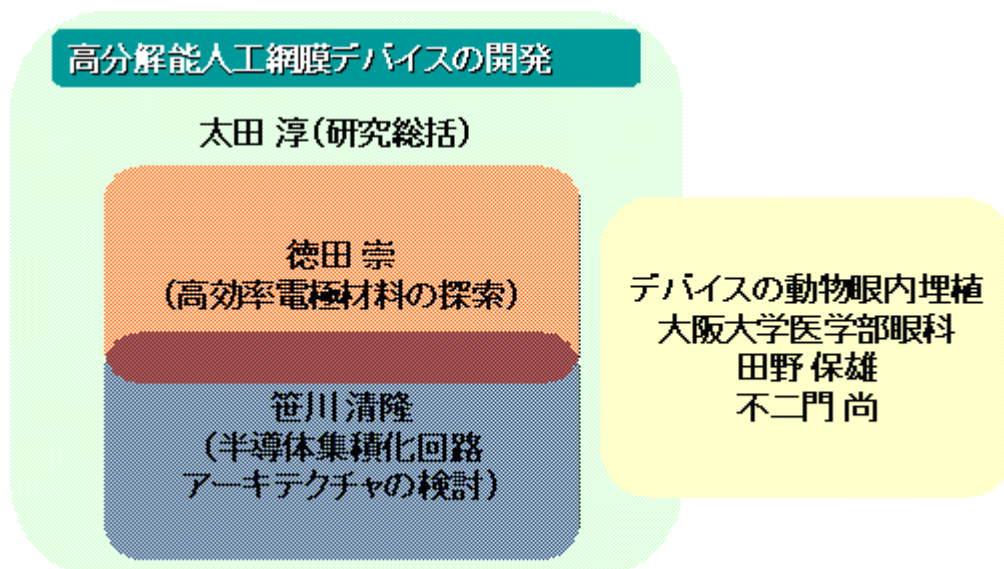 高分解能人工網膜デバイスの開発
太田 淳(研究総括)
徳田 崇
(高効率電極材料の探索)
笹川 清隆
(半導体集積化回路
アーキテクチャの検討)
デバイスの動物眼内埋植
大阪大学医学部眼科
田野 保雄
不二門 尚